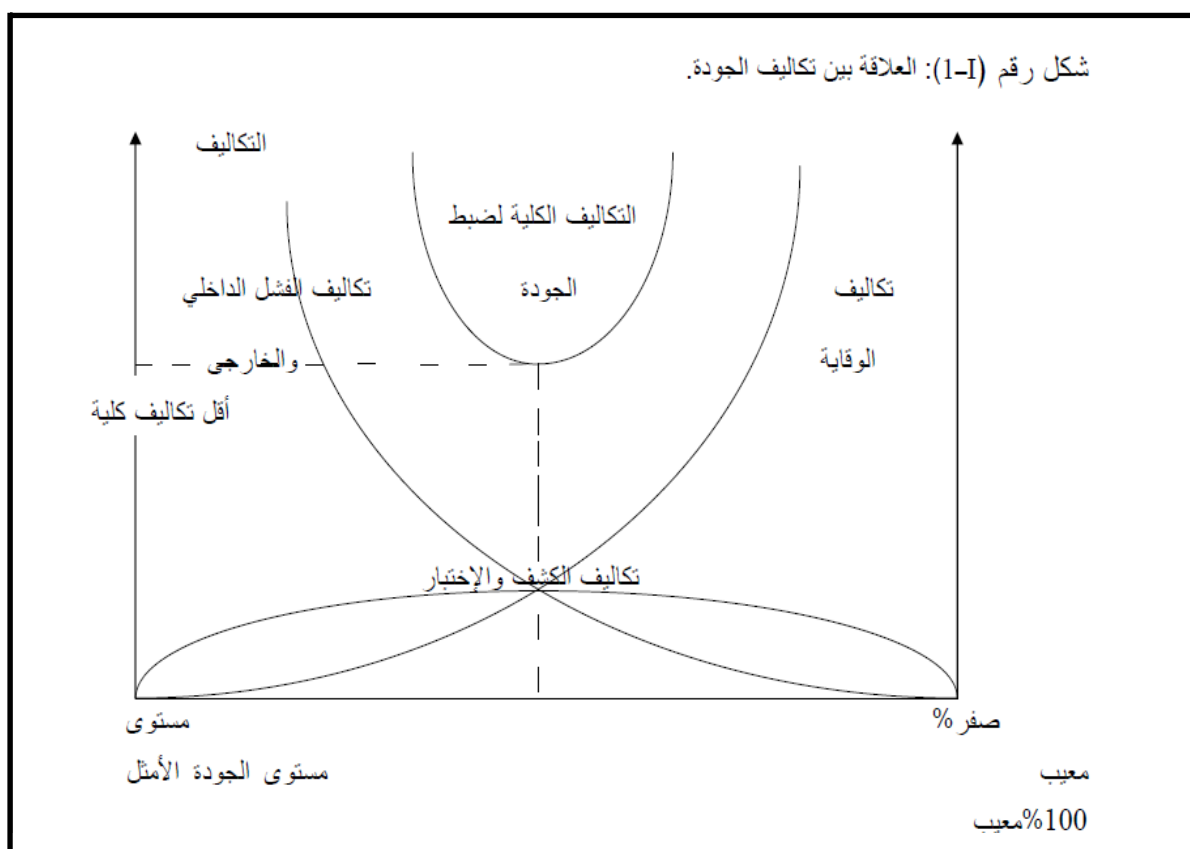 شكل رقم (I-1): العلاقة بين تكاليف الجودة.
التكاليف
التكاليف الكلية لضبط
الجودة
تكاليف الفشل الداخلي
والخارجي
تكاليف
الوقاية
أقل تكاليف كلية
تكاليف الكشف والإختبار
صفر%
مستوى
معيب
مستوى الجودة الأمثل
100%معيب